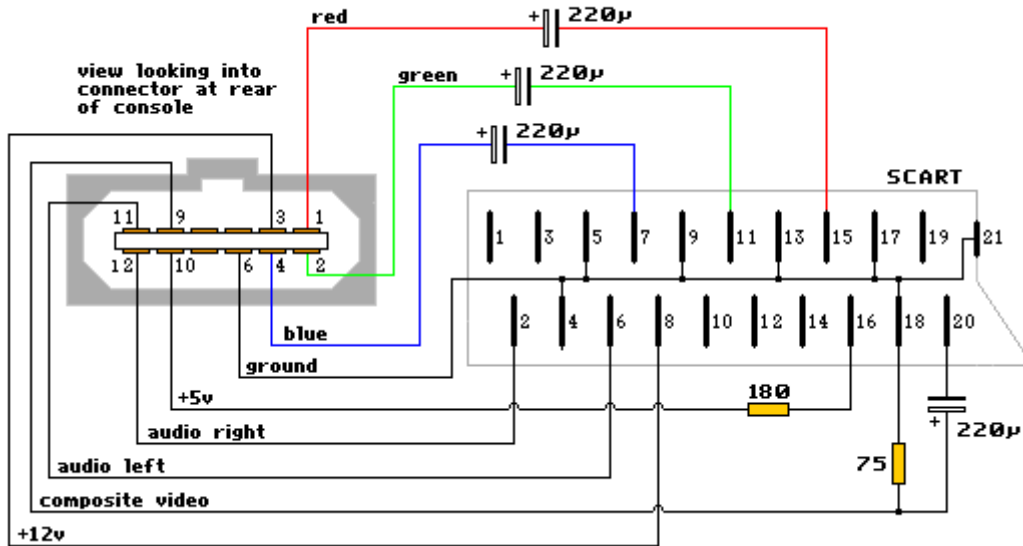 red
+ 220µ
view looking into
connector at rear
of console
green
+ 220µ
+ 220µ
SCART
11 9 3 1
12 10 6 4 2
1 3 5 7 9 11 13 15 17 19 21
2 4 6 8 10 12 14 16 18 20
blue
ground
+5v
180
audio right
+ 220µ
audio left
75
composite video
+12v